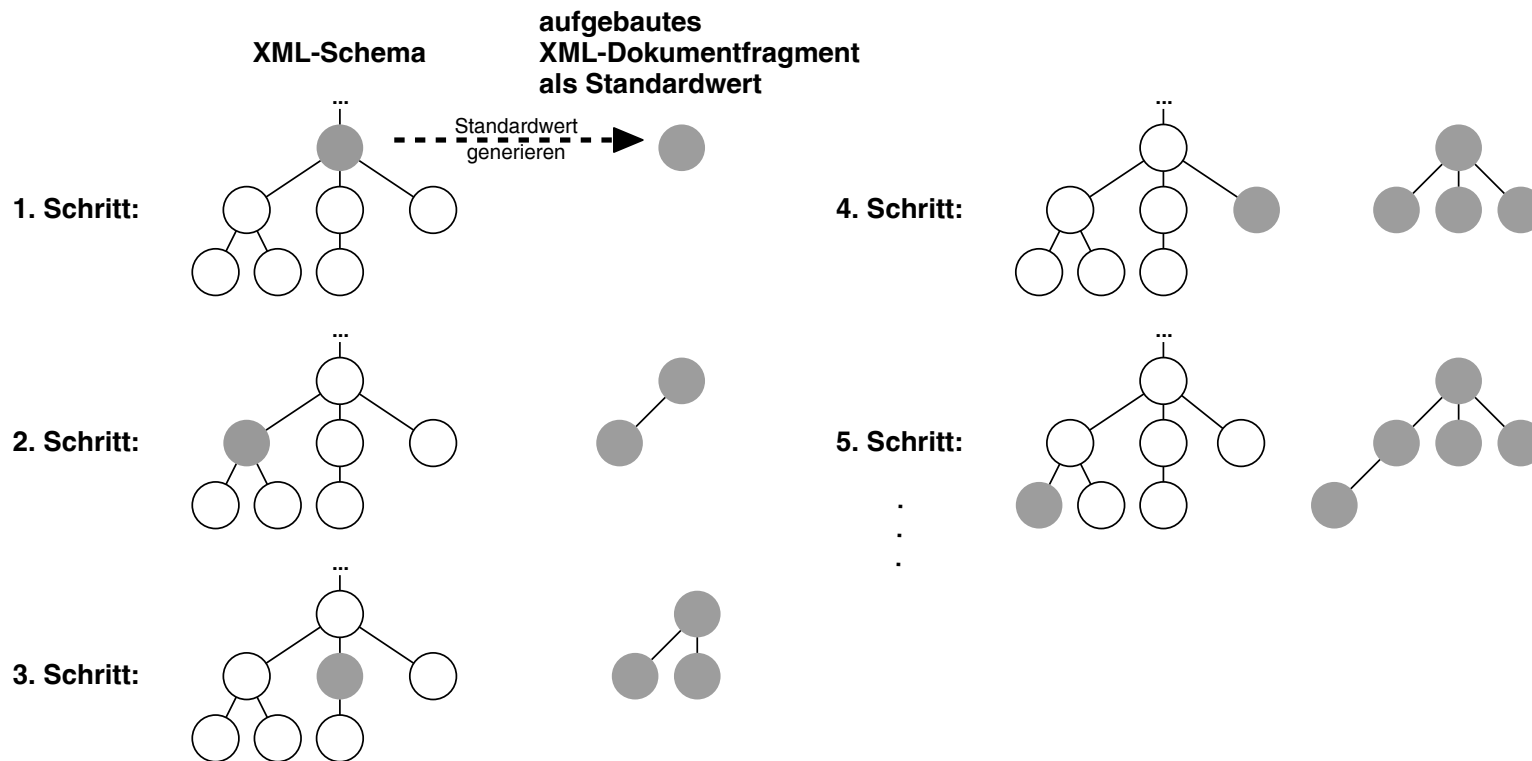 XML-Schema
aufgebautes
XML-Dokumentfragment
als Standardwert
...
Standardwert
generieren
1. Schritt:
...
2. Schritt:
...
3. Schritt:
...
4. Schritt:
...
5. Schritt:
.
.
.